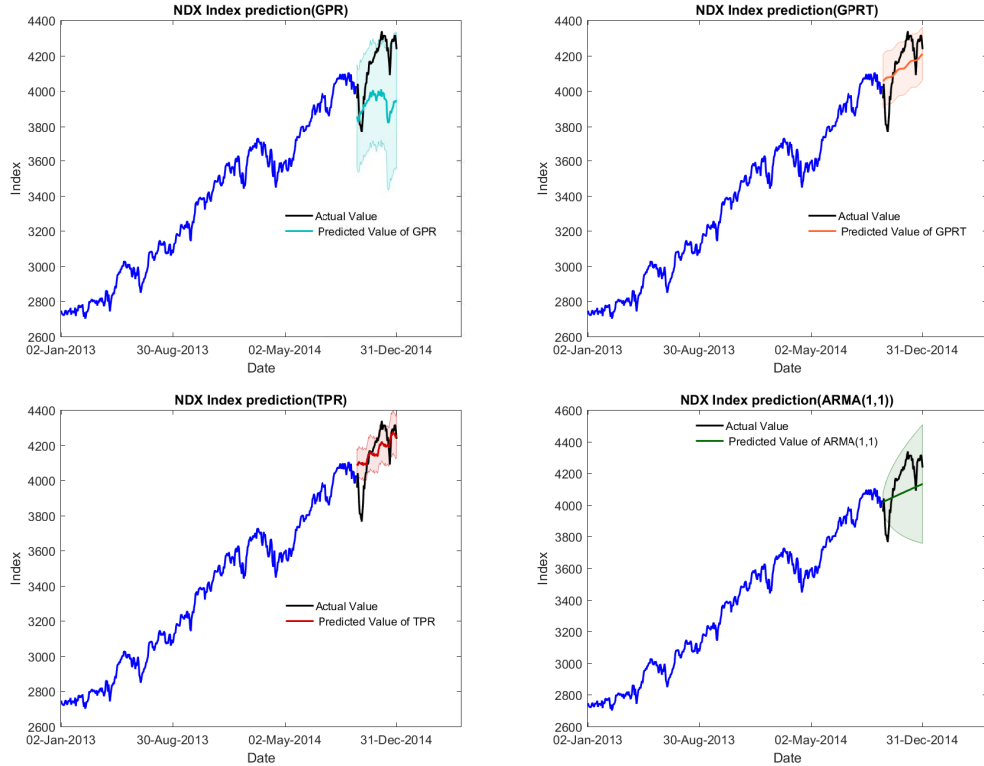 NDX Index prediction(GPR)
4400
4200
4000
3800
3600
3400
3200
3000
2800
2600
Index
Actual Value
Predicted Value of GPR
02-Jan-2013
30-Aug-2013
02-May-2014
31-Dec-2014
Date
NDX Index prediction(GPRT)
4400
4200
4000
3800
3600
3400
3200
3000
2800
2600
Index
Actual Value
Predicted Value of GPRT
02-Jan-2013
30-Aug-2013
02-May-2014
31-Dec-2014
Date
NDX Index prediction(TPR)
4400
4200
4000
3800
3600
3400
3200
3000
2800
2600
Index
Actual Value
Predicted Value of TPR
02-Jan-2013
30-Aug-2013
02-May-2014
31-Dec-2014
Date
NDX Index prediction(ARMA(1,1))
4600
4400
4200
4000
3800
3600
3400
3200
3000
2800
2600
Index
Actual Value
Predicted Value of ARMA(1,1)
02-Jan-2013
30-Aug-2013
02-May-2014
31-Dec-2014
Date